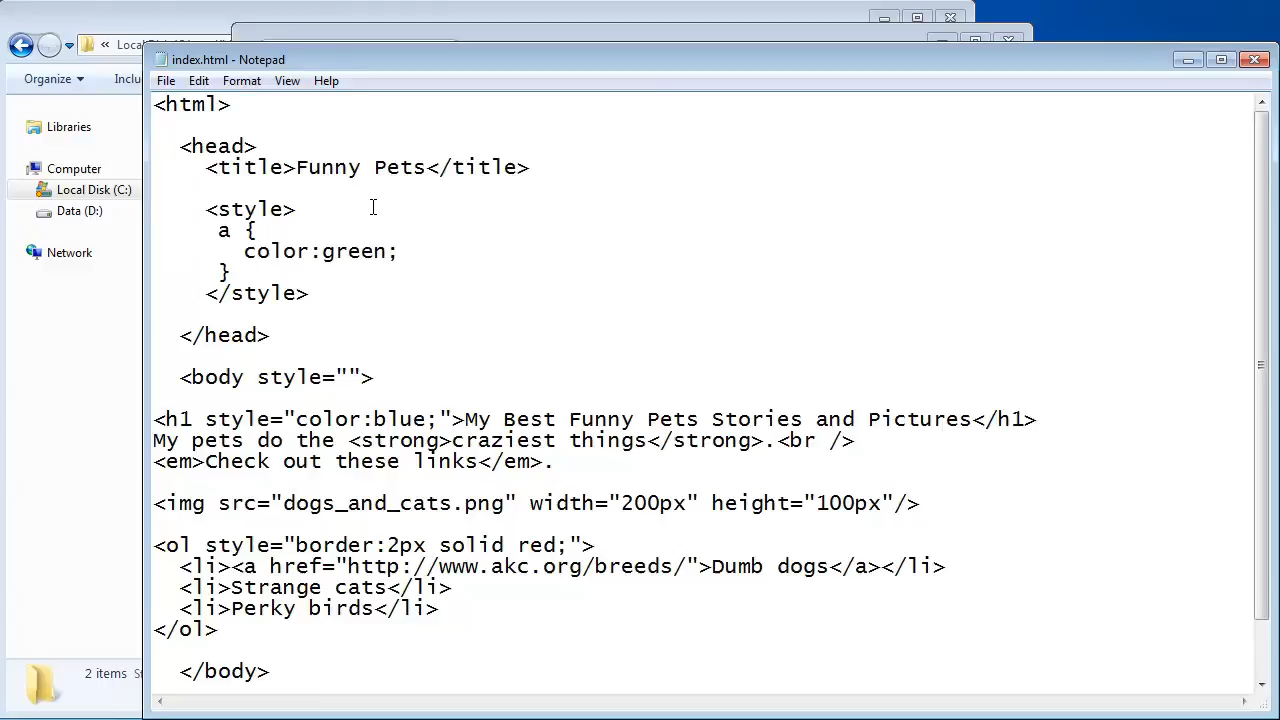 index.html - Notepad
« Local
Organize
Inclu
File Edit Format View Help
Libraries
Computer
Local Disk (C:)
Data (D:)
Network
<html>
<head>
<title>Funny Pets</title>
<style>
a {
color:green;
}
</style>
</head>
<body style="">
<h1 style="color:blue;">My Best Funny Pets Stories and Pictures</h1>
My pets do the <strong>craziest things</strong>.<br />
<em>Check out these links</em>.
<img src="dogs_and_cats.png" width="200px" height="100px"/>
<ol style="border:2px solid red;">
<li><a href="http://www.akc.org/breeds/">Dumb dogs</a></li>
<li>Strange cats</li>
<li>Perky birds</li>
</ol>
</body>
2 items